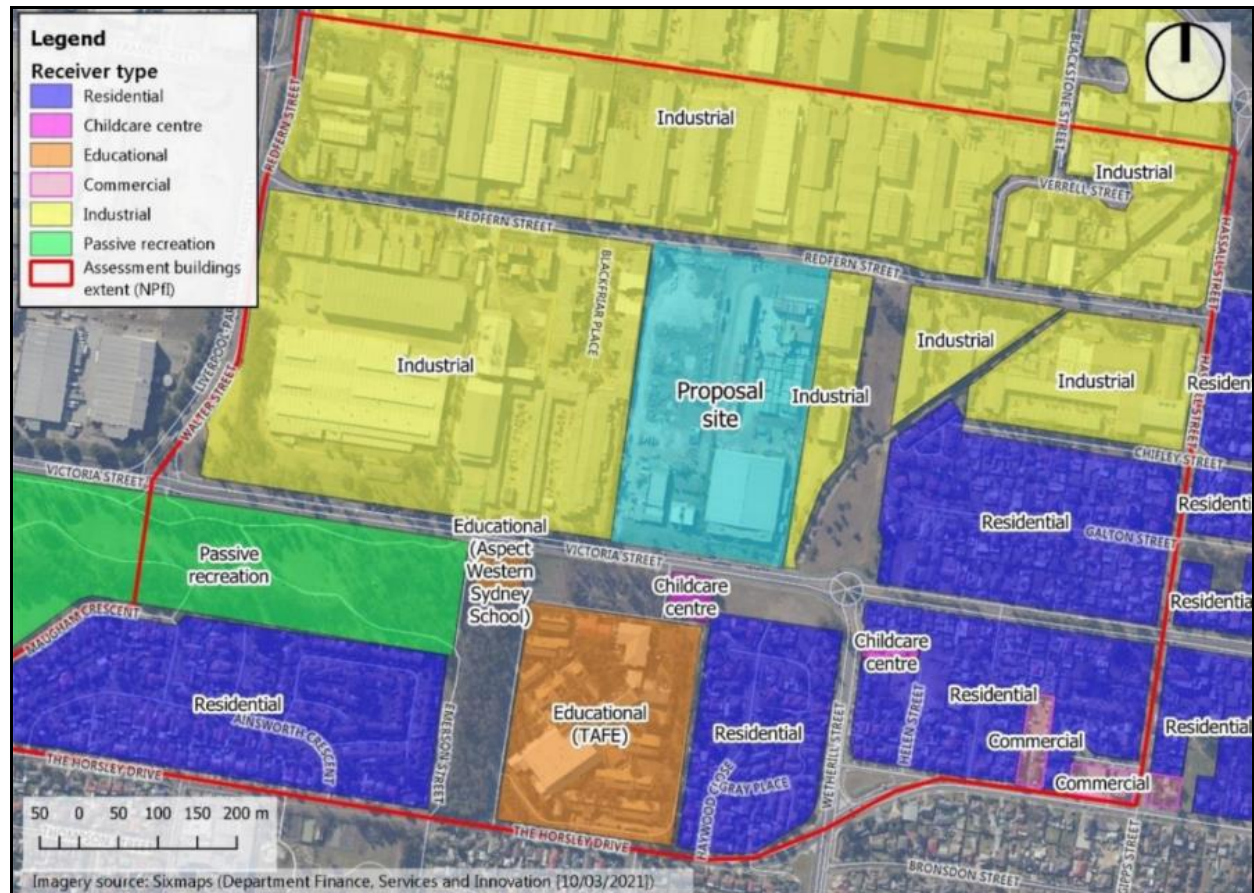 Legend
Receiver type
Residential
Childcare centre
Educational
Commercial
Industrial
Passive recreation
Assessment buildings
extent (NPfI)
REDFERN STREET
BLACKSTONE STREET
Industrial
Industrial
VERRELL STREET
REDFERN STREET
HASSALL STREET
BLACKFRIAR PLACE
REDFERN STREET
Industrial
Proposal
site
Industrial
Industrial
Industrial
WALTER STREET
CHIFLEY STREET
VICTORIA STREET
Educational
(Aspect
Western
Sydney
School)
VICTORIA STREET
Residential
GALTON STREET
Passive
recreation
Childcare
centre
MAUGHAM CRESCENT
Childcare
centre
Residential
AINSWORTH CRESCENT
EMERSON STREET
Educational
(TAFE)
Residential
GRAY PLACE
HAYWOOD CLOSE
WETHERILL STREET
HELEN STREET
Residential
Residential
Commercial
Commercial
THE HORSLEY DRIVE
THE HORSLEY DRIVE
BRONSDON STREET
50 0 50 100 150 200 m
Imagery source: Sixmaps (Department Finance, Services and Innovation [10/03/2021])